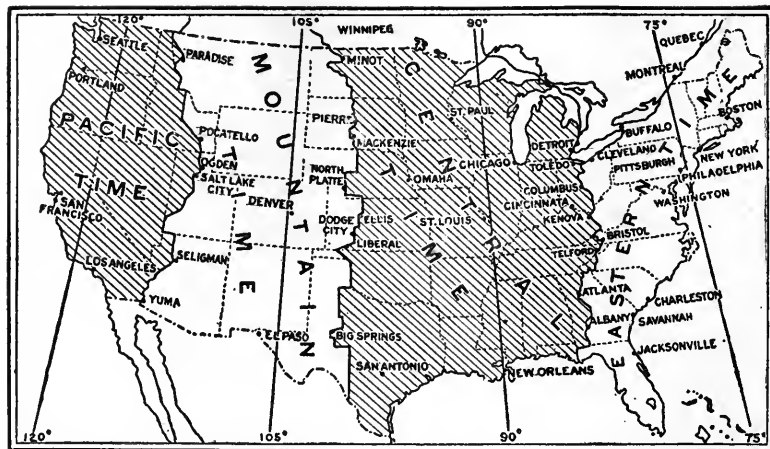 120°
105°
90°
75°
WINNIPEG
QUEBEC
SEATTLE
PARADISE
MINOT
MONTREAL
PORTLAND
ST. PAUL
BOSTON
PIERRE
DETROIT
BUFFALO
POCATELLO
MACKENZIE
CHICAGO
TOLEDO
CLEVELAND
NEW YORK
OGDEN
SALT LAKE
CITY
NORTH
PLATTE
OMAHA
PITTSBURGH
PHILADELPHIA
COLUMBUS
WASHINGTON
DENVER
CINCINNATA
SAN
FRANCISCO
DODGE
CITY
ELLIS
ST. LOUIS
KENOVA
BRISTOL
LIBERAL
TELFORD
LOS ANGELES
SELIGMAN
ATLANTA
CHARLESTON
YUMA
ALBANY
SAVANNAH
EL PASO
BIG SPRINGS
JACKSONVILLE
SAN ANTONIO
NEW ORLEANS
PACIFIC
TIME
MOUNTAIN
TIME
CENTRAL
TIME
EASTERN TIME
120°
105°
90°
75°